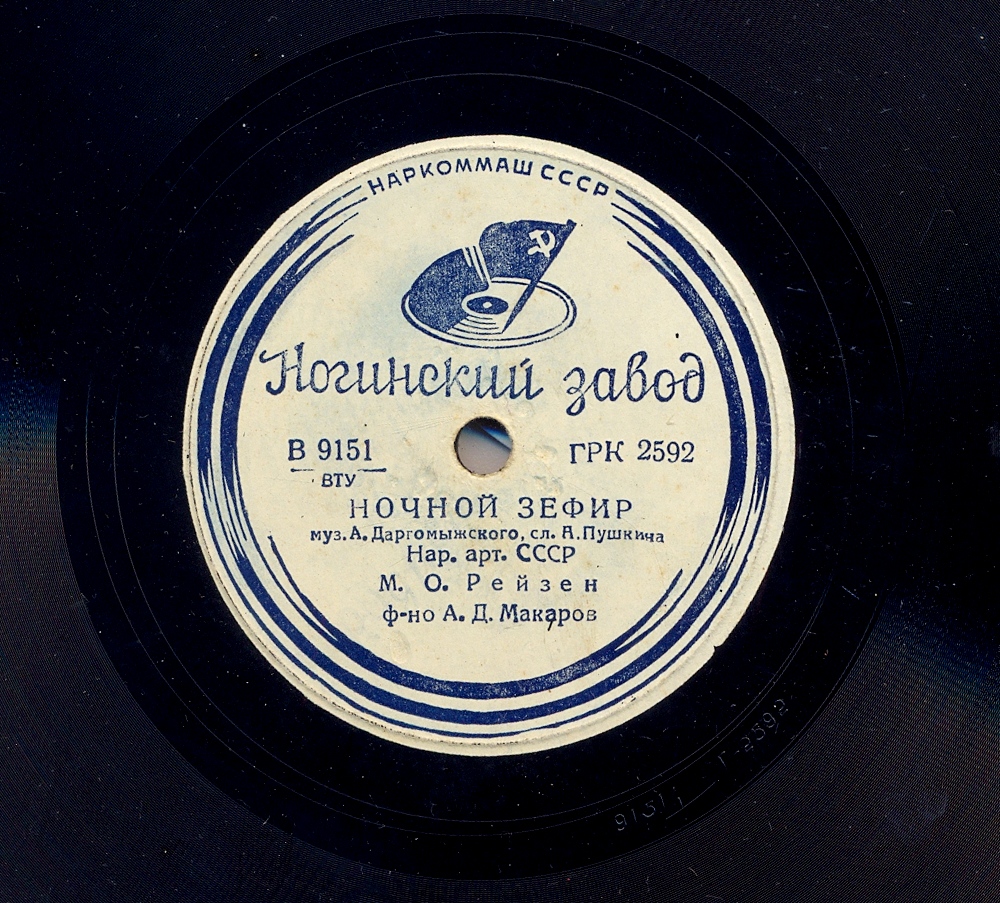 НАРКОММАШ СССР
Ногинский завод
В 9151 ГРК 2592
ВТУ
НОЧНОЙ ЗЕФИР
муз. А. Даргомыжского, сл. А. Пушкина
Нар. арт. СССР
М. О. Рейзен
ф-но А. Д. Макаров
9151